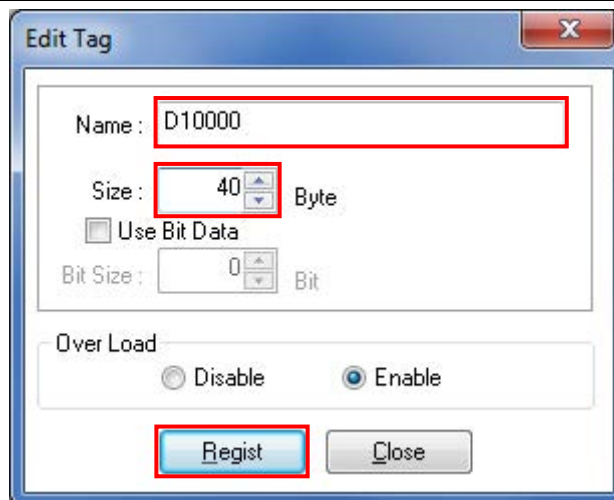 Edit Tag
x
Name : D10000
Size : 40 Byte
Use Bit Data
Bit Size : 0 Bit
Over Load
Disable Enable
Regist Close